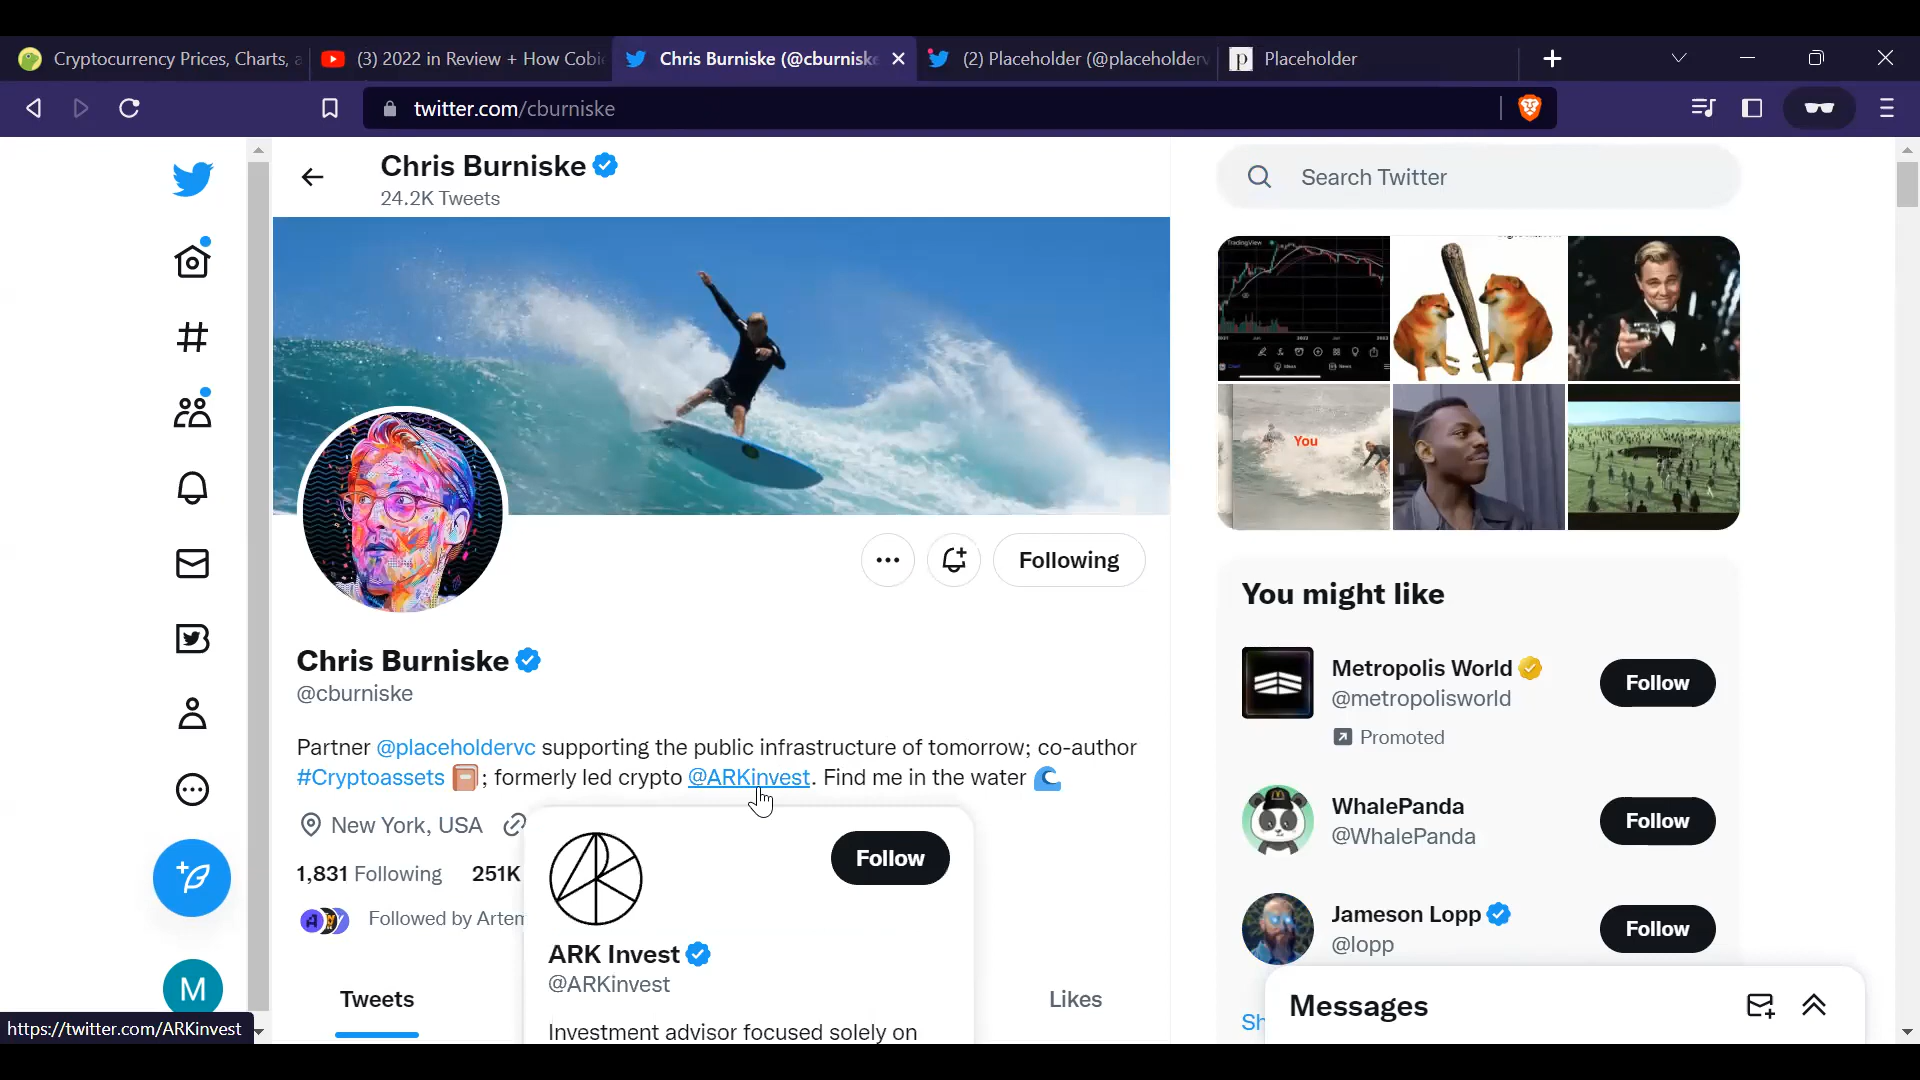 Cryptocurrency Prices, Charts, a
(3) 2022 in Review + How Cobi
Chris Burniske (@cburniske
(2) Placeholder (@placeholderv
Placeholder
twitter.com/cburniske
Chris Burniske
24.2K Tweets
Search Twitter
TradingView
You
Following
You might like
Chris Burniske
@cburniske
Metropolis World
@metropolisworld
Promoted
Follow
Partner @placeholdervc supporting the public infrastructure of tomorrow; co-author
#Cryptoassets ; formerly led crypto @ARKinvest. Find me in the water
WhalePanda
@WhalePanda
Follow
New York, USA
1,831 Following 251K
Followed by Artem
Follow
ARK Invest
@ARKinvest
Investment advisor focused solely on
Jameson Lopp
@lopp
Follow
Tweets
Likes
Sh
Messages
M
https://twitter.com/ARKinvest